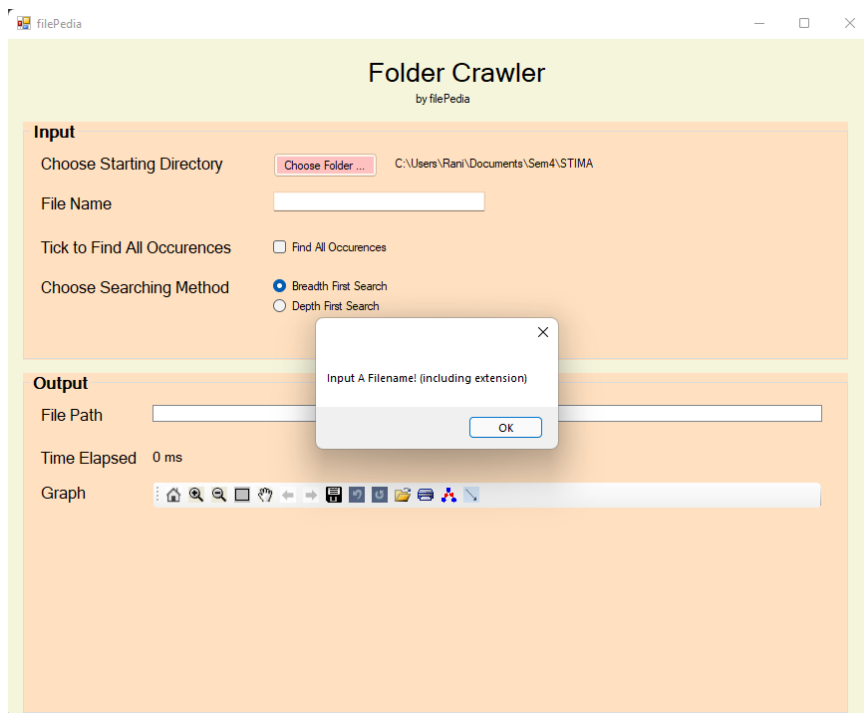 filePedia
Folder Crawler
by filePedia
Input
Choose Starting Directory
Choose Folder ...
C:\Users\Rani\Documents\Sem4\STIMA
File Name
Tick to Find All Occurences
Find All Occurences
Choose Searching Method
Breadth First Search
Depth First Search
Input A Filename! (including extension)
OK
Output
File Path
Time Elapsed
0 ms
Graph